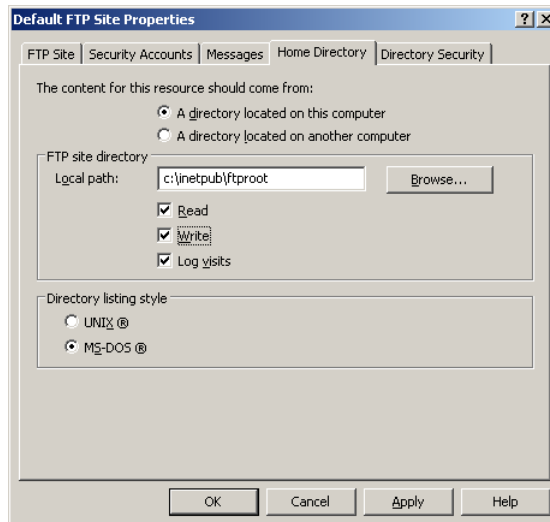 Default FTP Site Properties
FTP Site Security Accounts Messages Home Directory Directory Security
The content for this resource should come from:
A directory located on this computer
A directory located on another computer
FTP site directory
Local path: c:\inetpub\ftproot Browse...
Read
Write
Log visits
Directory listing style
UNIX ®
MS-DOS ®
OK Cancel Apply Help